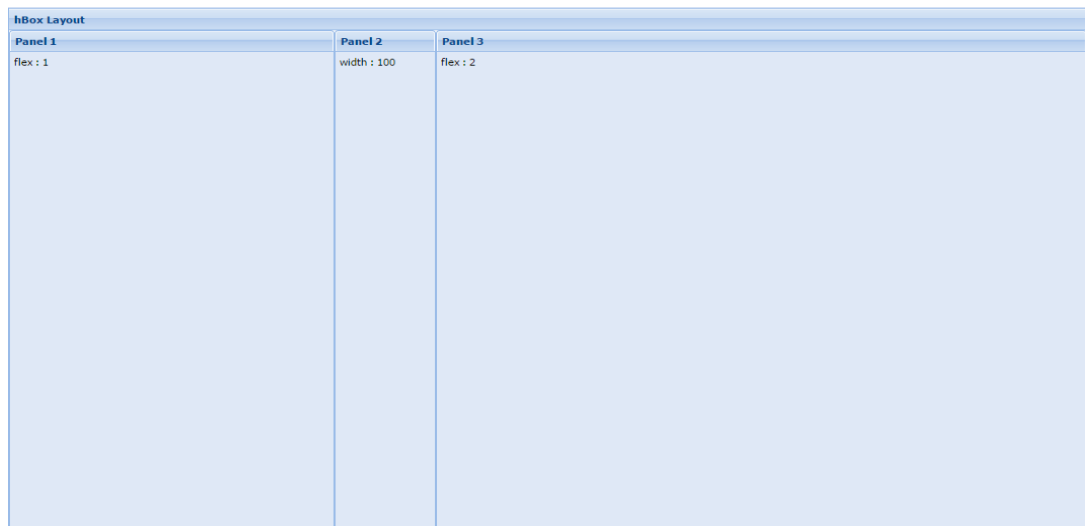 hBox Layout
Panel 1
Panel 2
Panel 3
flex : 1
width : 100
flex : 2